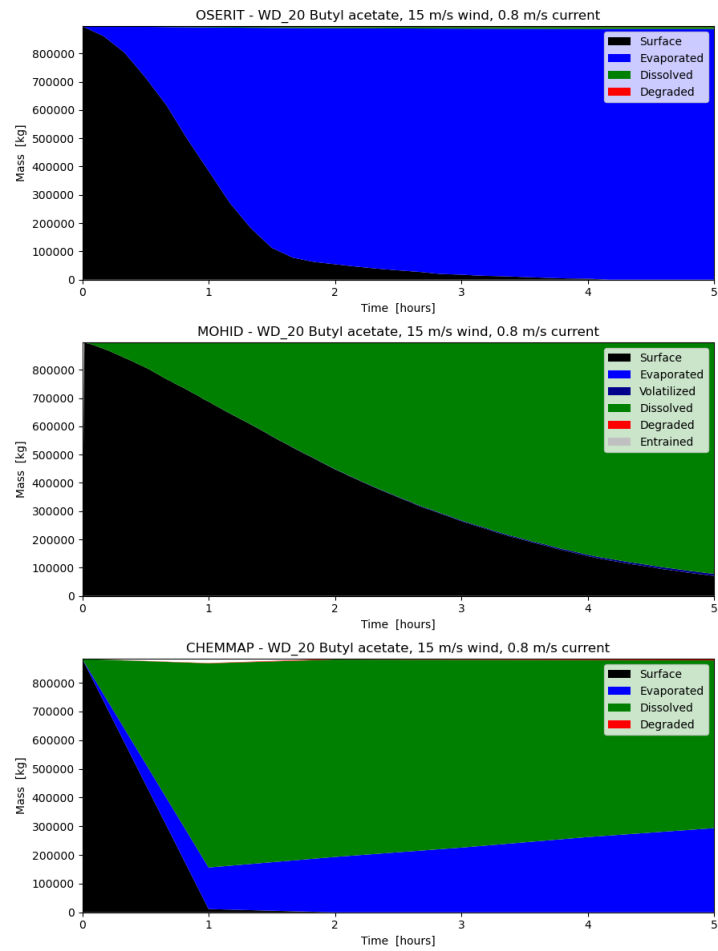 OSERIT - WD_20 Butyl acetate, 15 m/s wind, 0.8 m/s current
Mass [kg]
800000
700000
600000
500000
400000
300000
200000
100000
0
Surface
Evaporated
Dissolved
Degraded
0 1 2 3 4 5
Time [hours]
MOHID - WD_20 Butyl acetate, 15 m/s wind, 0.8 m/s current
Mass [kg]
800000
700000
600000
500000
400000
300000
200000
100000
0
Surface
Evaporated
Volatilized
Dissolved
Degraded
Entrained
0 1 2 3 4 5
Time [hours]
CHEMMAP - WD_20 Butyl acetate, 15 m/s wind, 0.8 m/s current
Mass [kg]
800000
700000
600000
500000
400000
300000
200000
100000
0
Surface
Evaporated
Dissolved
Degraded
0 1 2 3 4 5
Time [hours]